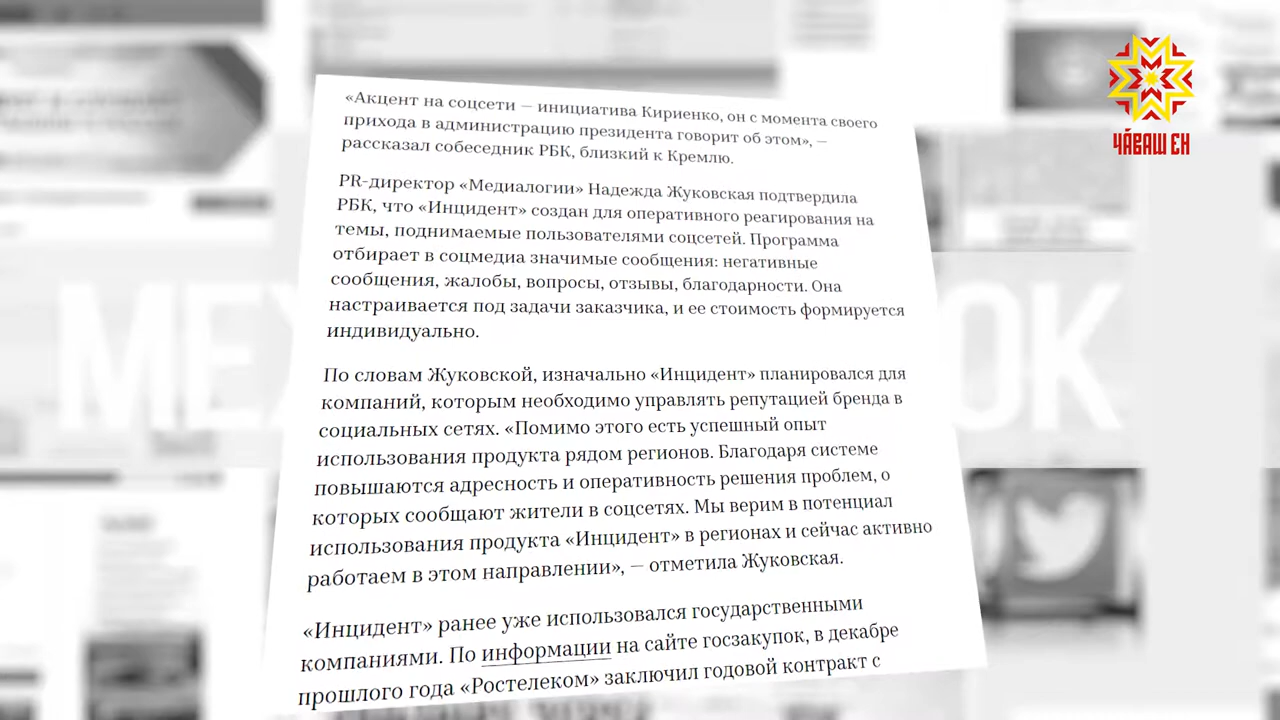 «Акцент на соцсети — инициатива Кириенко, он с момента своего
прихода в администрацию президента говорит об этом», —
рассказал собеседник РБК, близкий к Кремлю.
PR-директор «Медиалогии» Надежда Жуковская подтвердила
РБК, что «Инцидент» создан для оперативного реагирования на
темы, поднимаемые пользователями соцсетей. Программа
отбирает в соцмедиа значимые сообщения: негативные
сообщения, жалобы, вопросы, отзывы, благодарности. Она
настраивается под задачи заказчика, и ее стоимость формируется
индивидуально.
По словам Жуковской, изначально «Инцидент» планировался для
компаний, которым необходимо управлять репутацией бренда в
социальных сетях. «Помимо этого есть успешный опыт
использования продукта рядом регионов. Благодаря системе
повышаются адресность и оперативность решения проблем, о
которых сообщают жители в соцсетях. Мы верим в потенциал
использования продукта «Инцидент» в регионах и сейчас активно
работаем в этом направлении», — отметила Жуковская.
«Инцидент» ранее уже использовался государственными
компаниями. По информации на сайте госзакупок, в декабре
прошлого года «Ростелеком» заключил годовой контракт с
ЧӐВАШ ЕН